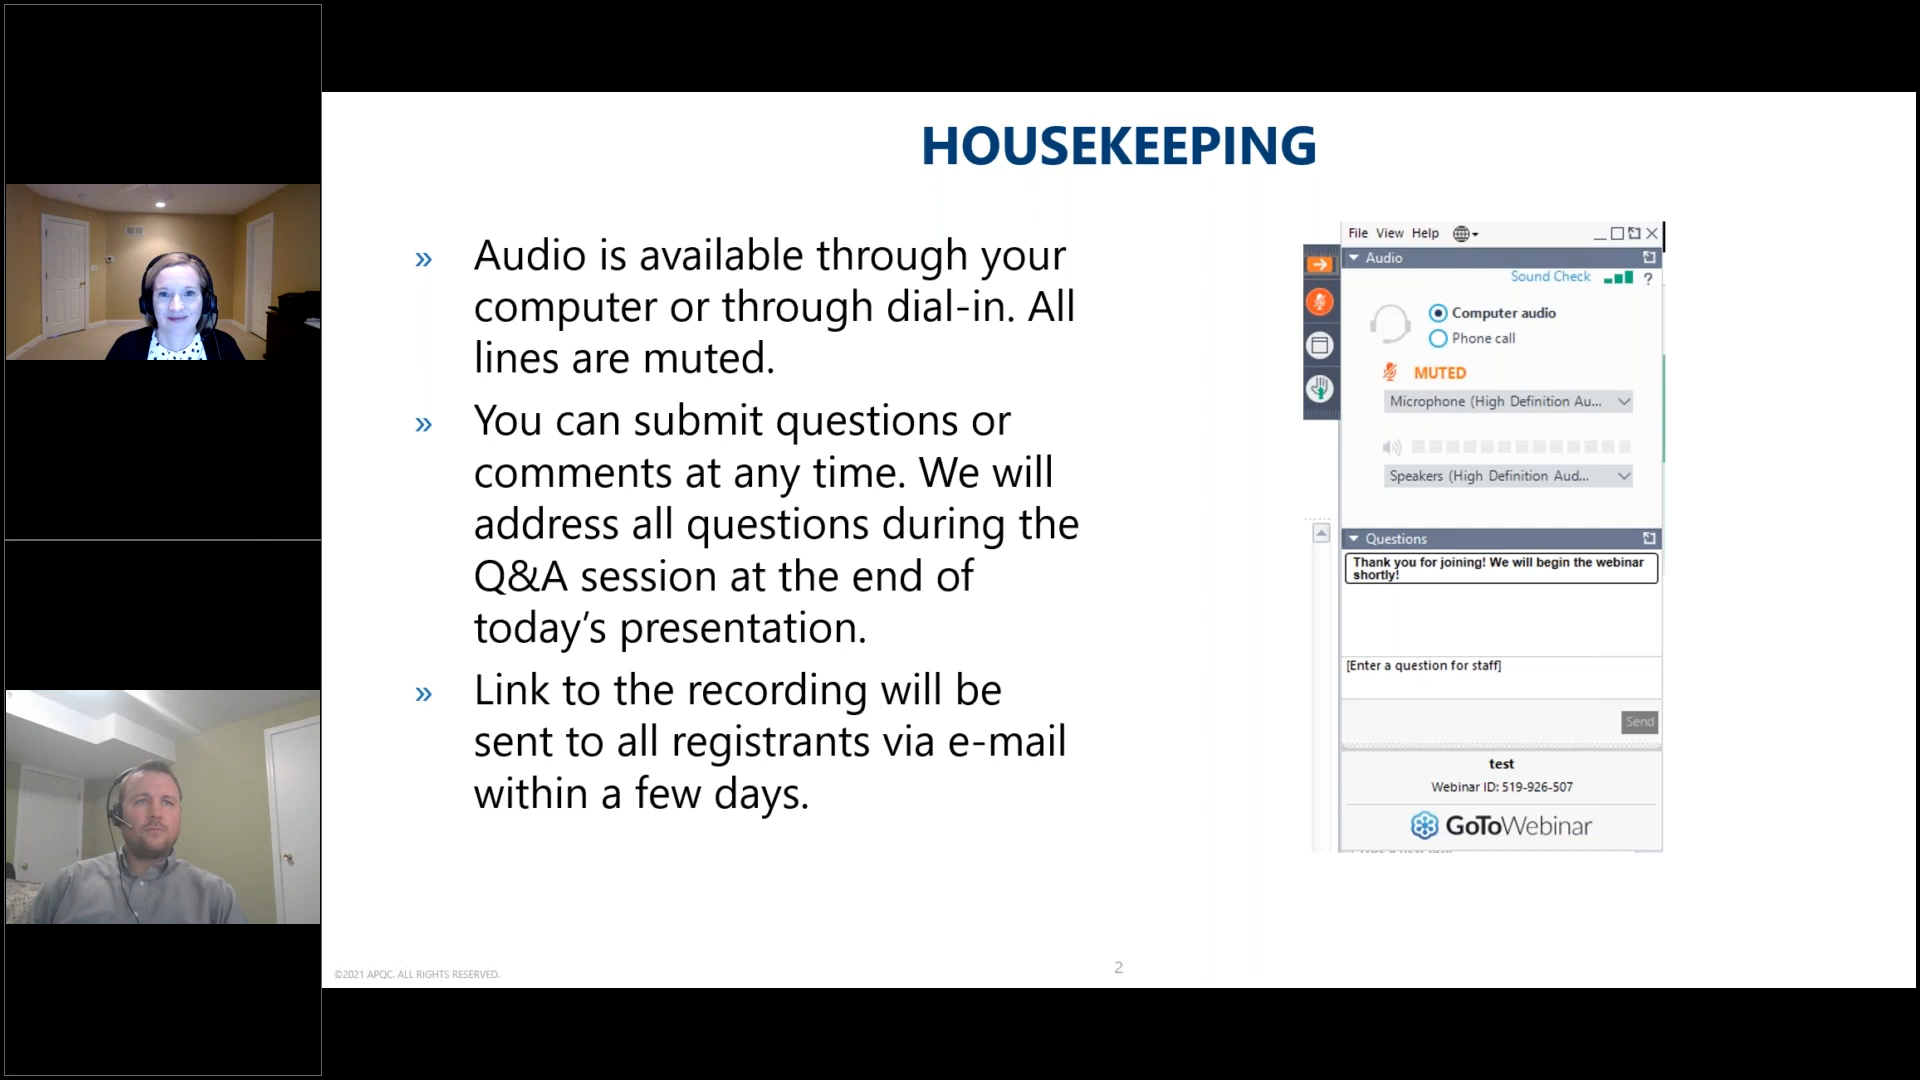 HOUSEKEEPING
» Audio is available through your
computer or through dial-in. All
lines are muted.
» You can submit questions or
comments at any time. We will
address all questions during the
Q&A session at the end of
today’s presentation.
» Link to the recording will be
sent to all registrants via e-mail
within a few days.
File View Help
Audio
Sound Check ?
Computer audio
Phone call
MUTED
Microphone (High Definition Au...
Speakers (High Definition Aud...
Questions
Thank you for joining! We will begin the webinar
shortly!
[Enter a question for staff]
Send
test
Webinar ID: 519-926-507
GoToWebinar
©2021 APQC. ALL RIGHTS RESERVED.
2